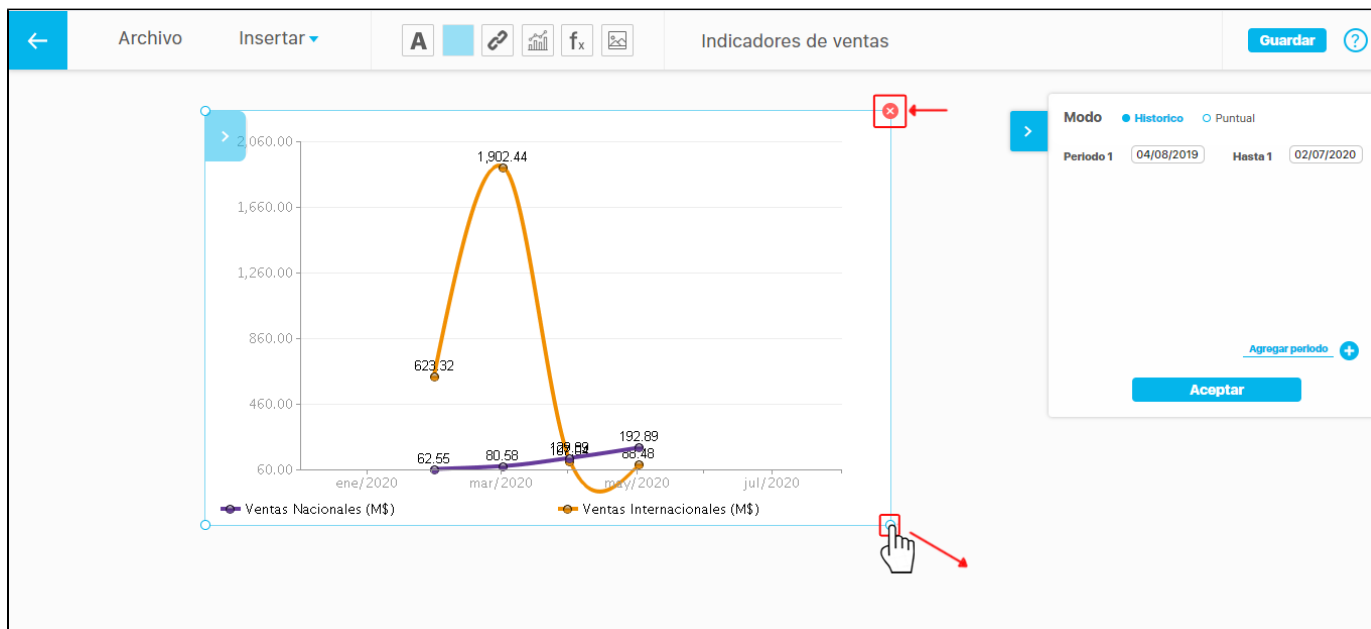 Archivo Insertar A fx Indicadores de ventas Guardar ?
Modo Historico Puntual
Periodo 1 04/08/2019 Hasta 1 02/07/2020
Agregar periodo
Aceptar
2,060.00
1,660.00
1,260.00
860.00
460.00
60.00
1,902.44
623.32
62.55
80.58
192.89
88.48
ene/2020 mar/2020 may/2020 jul/2020
Ventas Nacionales (M$) Ventas Internacionales (M$)